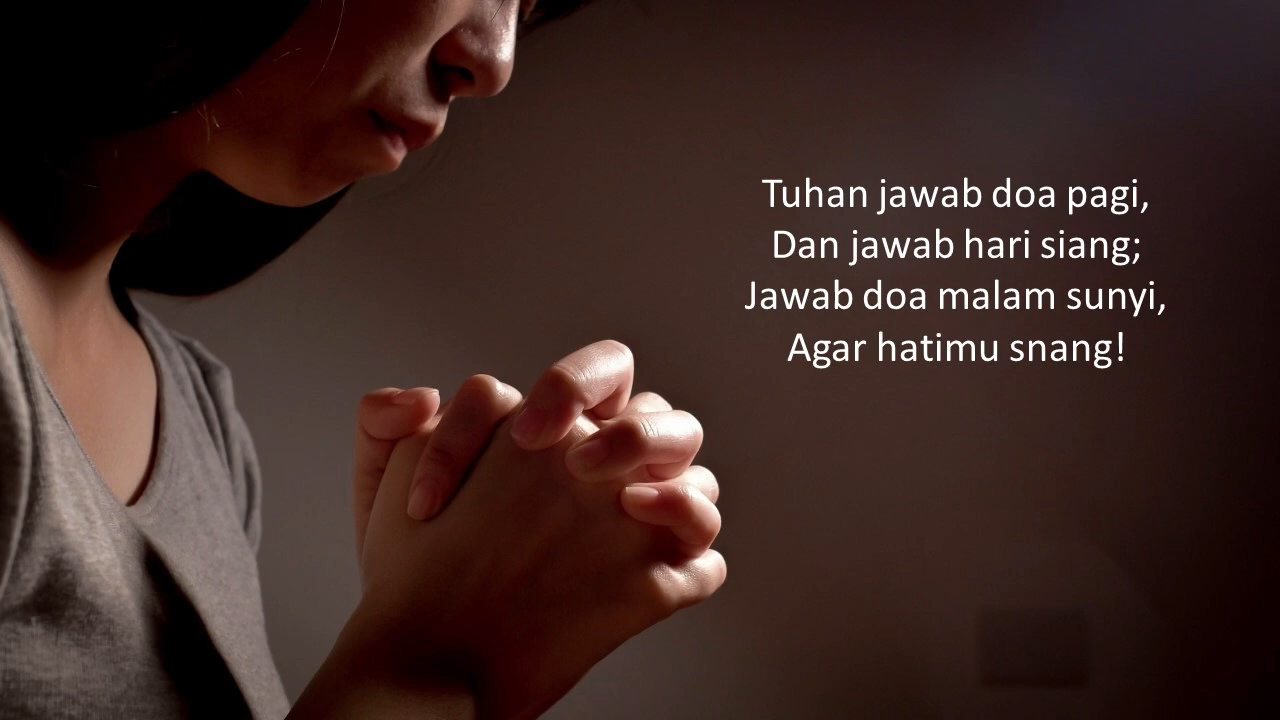 Tuhan jawab doa pagi,
Dan jawab hari siang;
Jawab doa malam sunyi,
Agar hatimu snang!